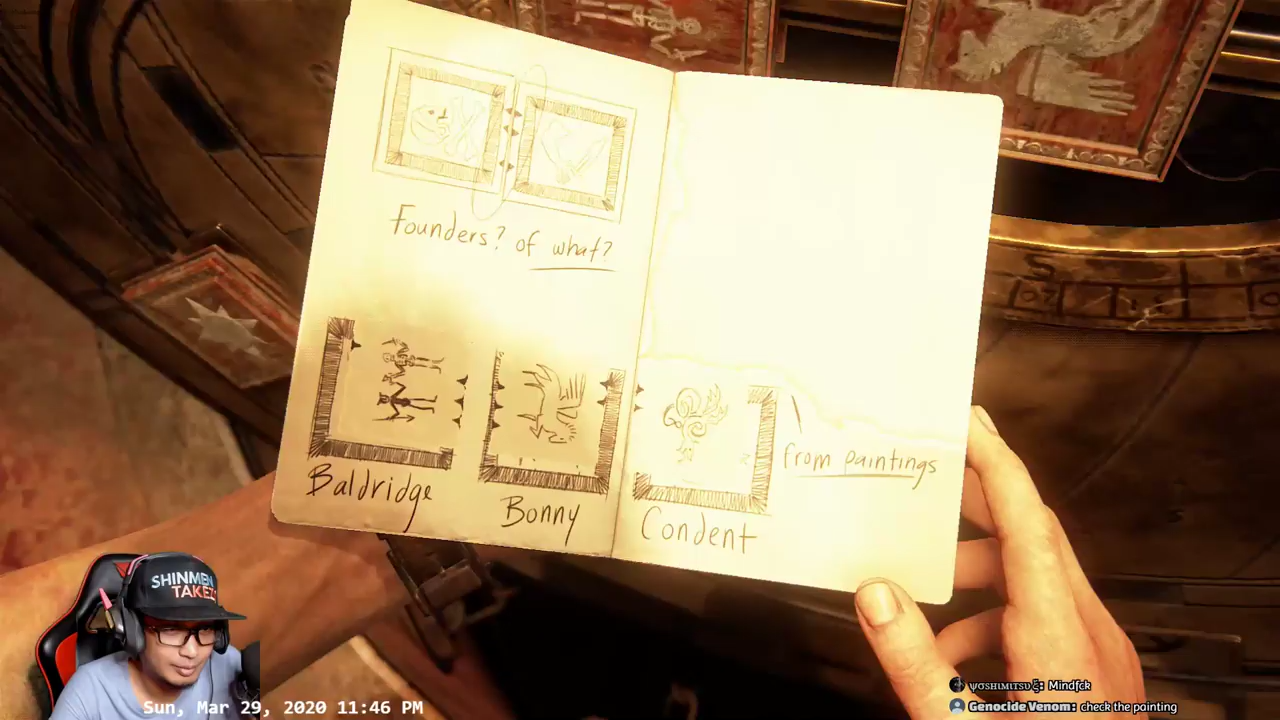 Founders? of what?
Baldridge
Bonny
Condent
from paintings
SHINMEN
Sun, Mar 29, 2020 11:46 PM
Mindfck
Genocide Venom: check the painting